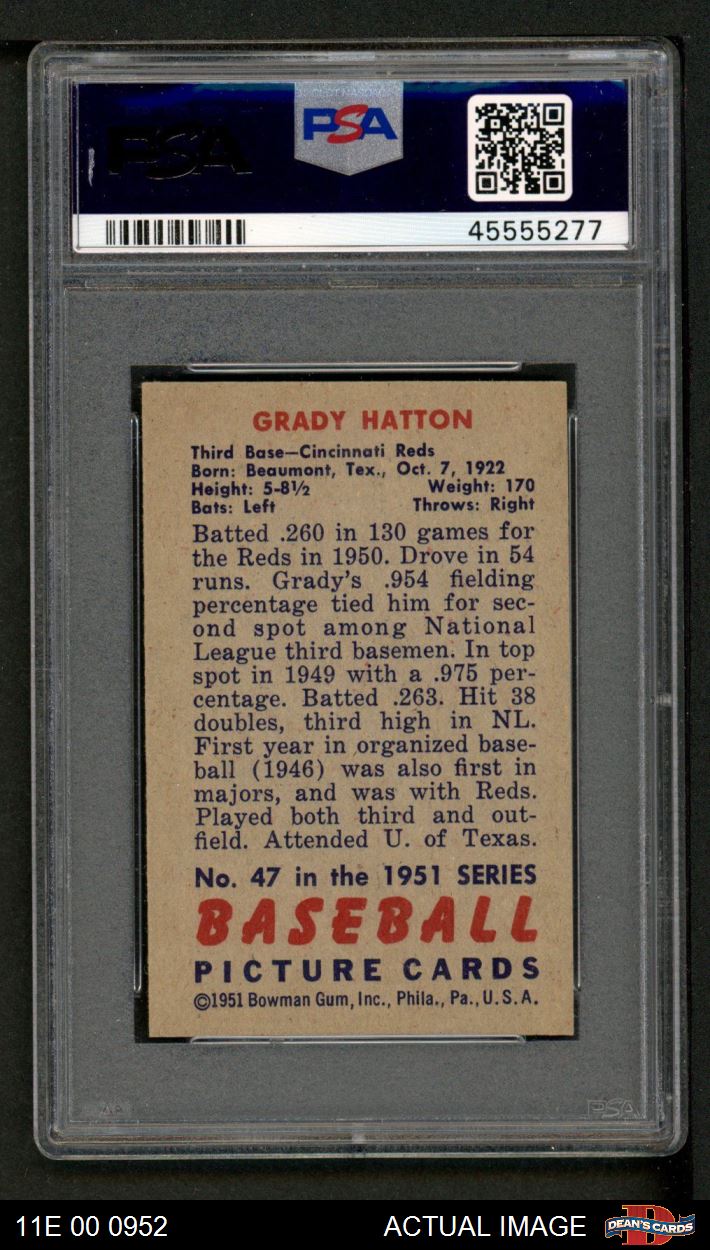 PSA
PSA
45555277
GRADY HATTON
Third Base—Cincinnati Reds
Born: Beaumont, Tex., Oct. 7, 1922
Height: 5-8½ Weight: 170
Bats: Left Throws: Right
Batted .260 in 130 games for
the Reds in 1950. Drove in 54
runs. Grady's .954 fielding
percentage tied him for sec-
ond spot among National
League third basemen. In top
spot in 1949 with a .975 per-
centage. Batted .263. Hit 38
doubles, third high in NL.
First year in organized base-
ball (1946) was also first in
majors, and was with Reds.
Played both third and out-
field. Attended U. of Texas.
No. 47 in the 1951 SERIES
BASEBALL
PICTURE CARDS
©1951 Bowman Gum, Inc., Phila., Pa., U.S.A.
PSA
11E 00 0952 ACTUAL IMAGE DEAN'S CARDS